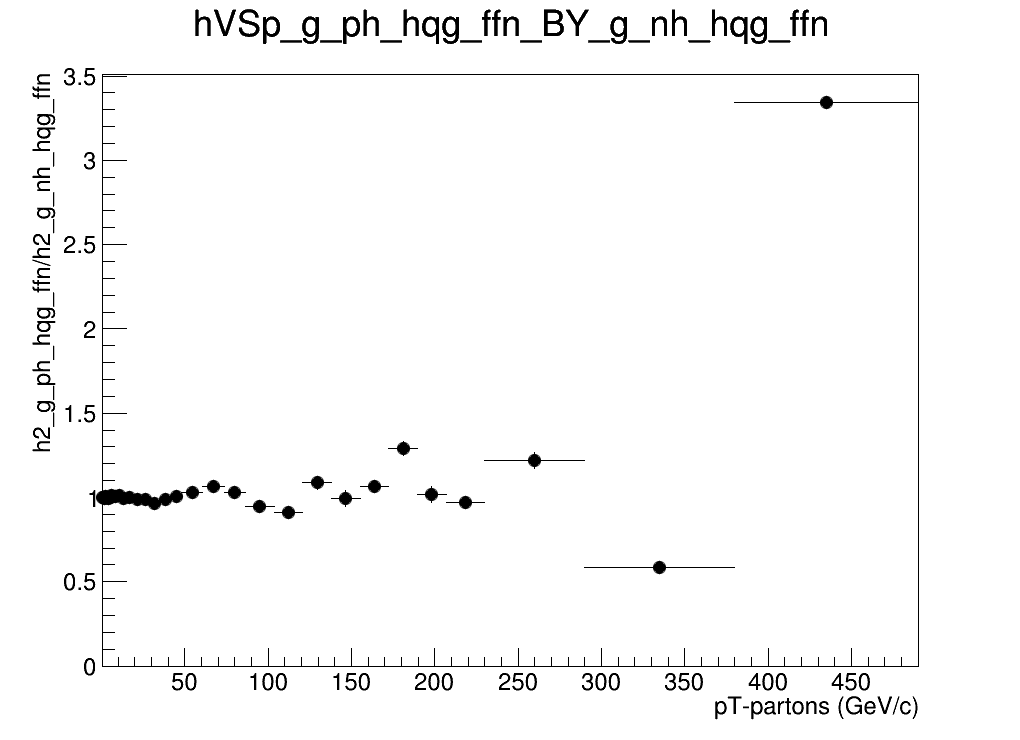 hVSp_g_ph_hqg_ffn_BY_g_nh_hqg_ffn
h2_g_ph_hqg_ffn/h2_g_nh_hqg_ffn
3.5
3
2.5
2
1.5
1
0.5
0
50 100 150 200 250 300 350 400 450
pT-partons (GeV/c)